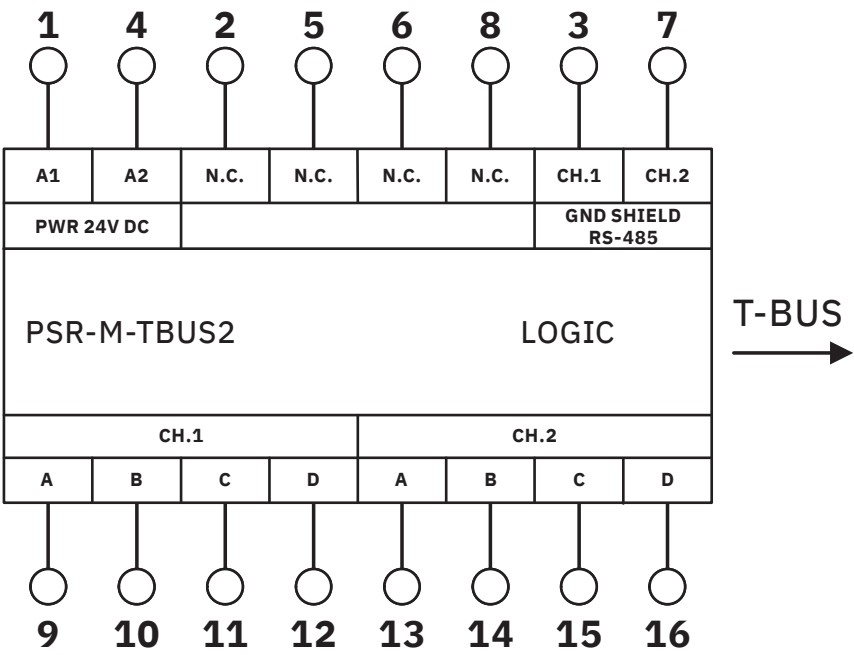 1 4 2 5 6 8 3 7
A1 A2 N.C. N.C. N.C. N.C. CH.1 CH.2
PWR 24V DC GND SHIELD
RS-485
PSR-M-TBUS2 LOGIC T-BUS
CH.1 CH.2
A B C D A B C D
9 10 11 12 13 14 15 16